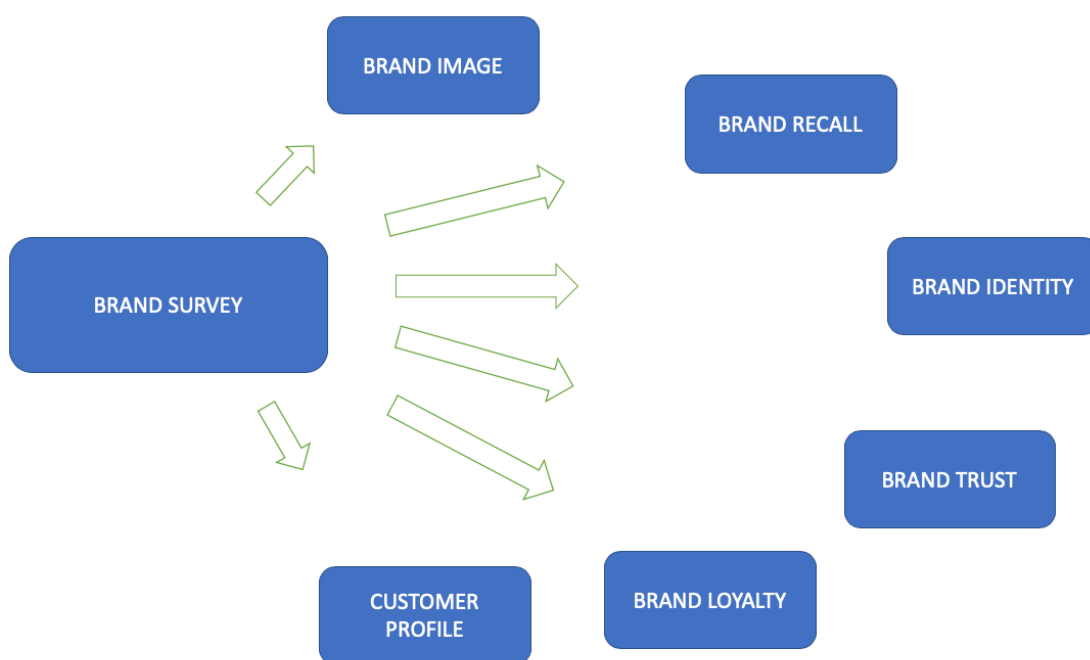 BRAND IMAGE
BRAND RECALL
BRAND SURVEY
BRAND IDENTITY
BRAND TRUST
BRAND LOYALTY
CUSTOMER
PROFILE